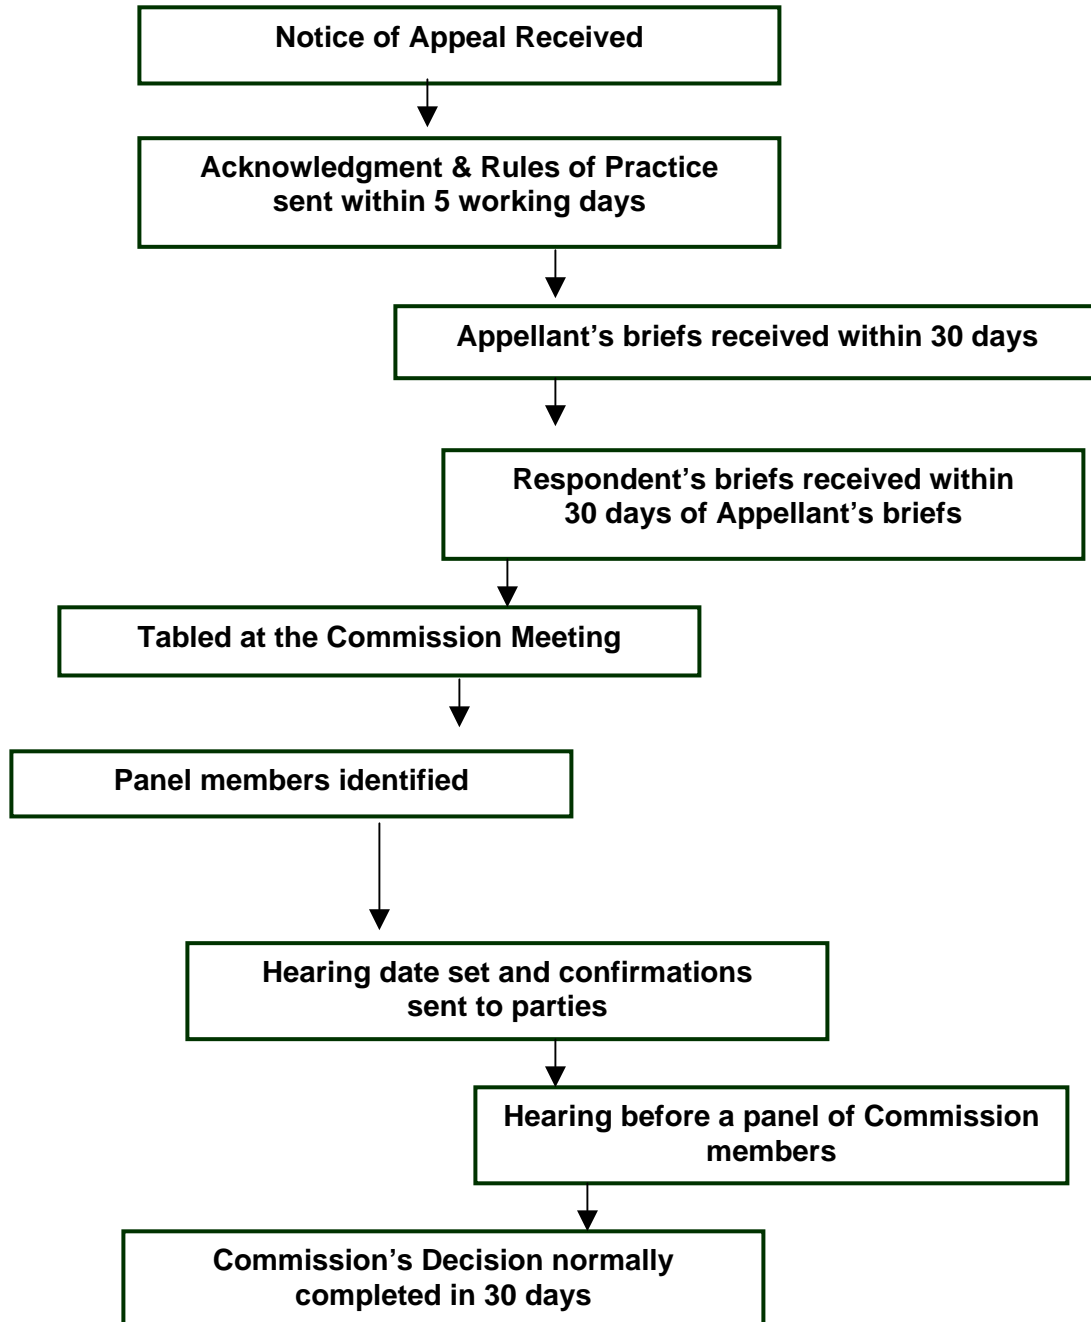 Notice of Appeal Received
Acknowledgment & Rules of Practice
sent within 5 working days
Appellant’s briefs received within 30 days
Respondent’s briefs received within
30 days of Appellant’s briefs
Tabled at the Commission Meeting
Panel members identified
Hearing date set and confirmations
sent to parties
Hearing before a panel of Commission
members
Commission’s Decision normally
completed in 30 days